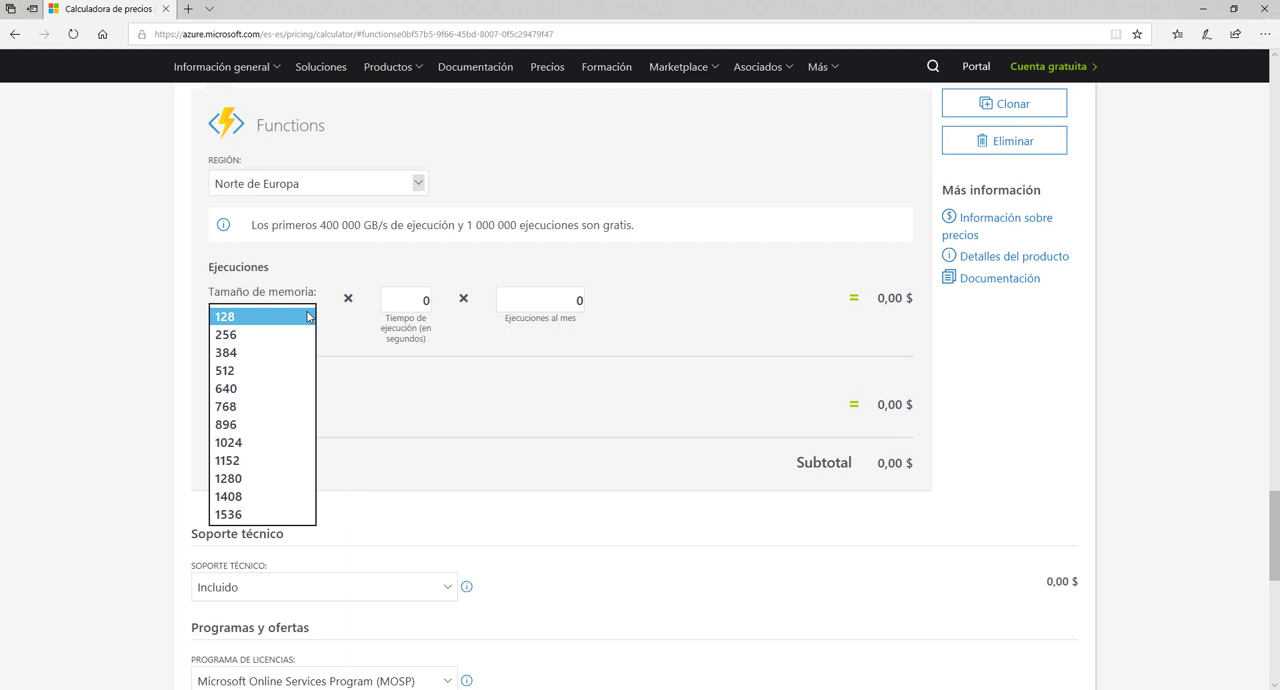 Calculadora de precios
https://azure.microsoft.com/es-es/pricing/calculator/#functionse0bf57b5-9f66-45bd-8007-0f5c29479f47
Información general
Soluciones
Productos
Documentación
Precios
Formación
Marketplace
Asociados
Más
Portal
Cuenta gratuita
Functions
REGIÓN:
Norte de Europa
Los primeros 400 000 GB/s de ejecución y 1 000 000 ejecuciones son gratis.
Ejecuciones
Tamaño de memoria:
128
256
384
512
640
768
896
1024
1152
1280
1408
1536
0
Tiempo de
ejecución (en
segundos)
0
Ejecuciones al mes
= 0,00 $
= 0,00 $
Subtotal 0,00 $
Clonar
Eliminar
Más información
Información sobre
precios
Detalles del producto
Documentación
Soporte técnico
SOPORTE TÉCNICO:
Incluido
0,00 $
Programas y ofertas
PROGRAMA DE LICENCIAS:
Microsoft Online Services Program (MOSP)